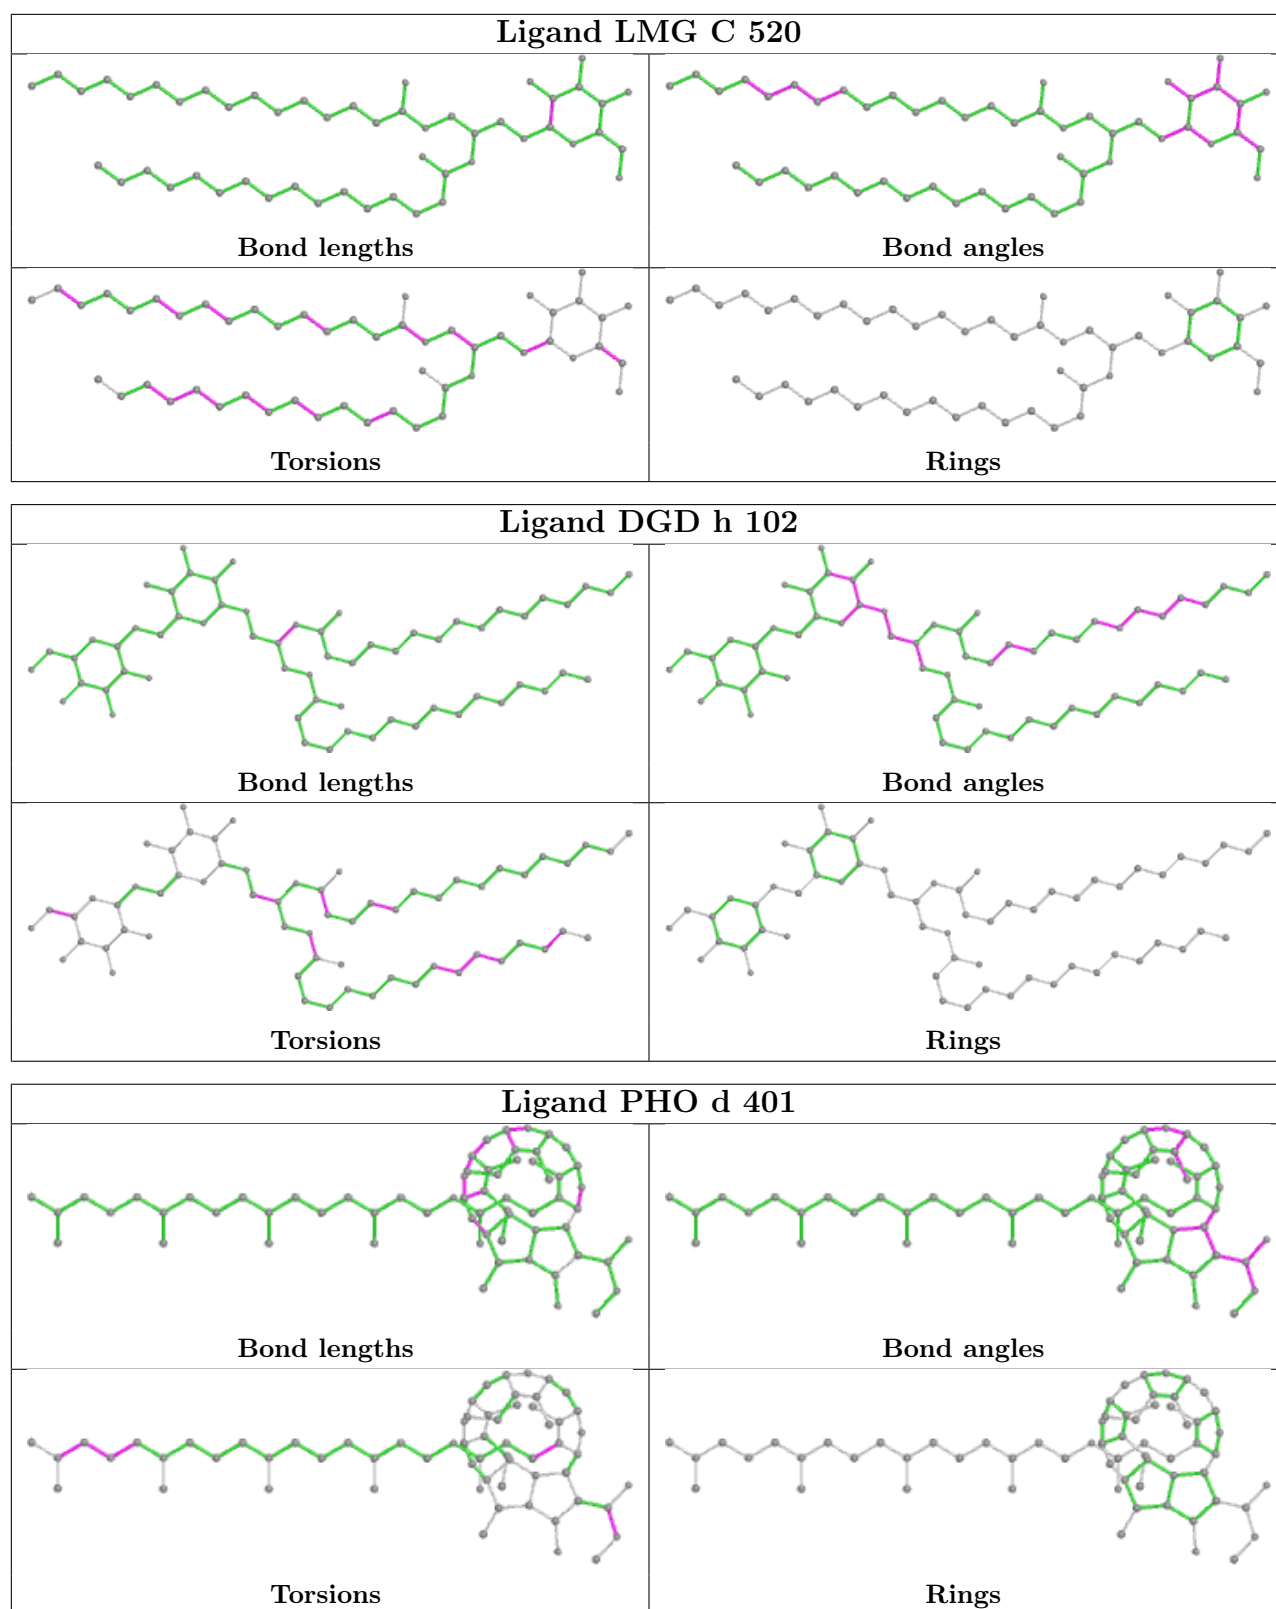 Ligand LMG C 520
Bond lengths
Bond angles
Torsions
Rings
Ligand DGD h 102
Bond lengths
Bond angles
Torsions
Rings
Ligand PHO d 401
Bond lengths
Bond angles
Torsions
Rings